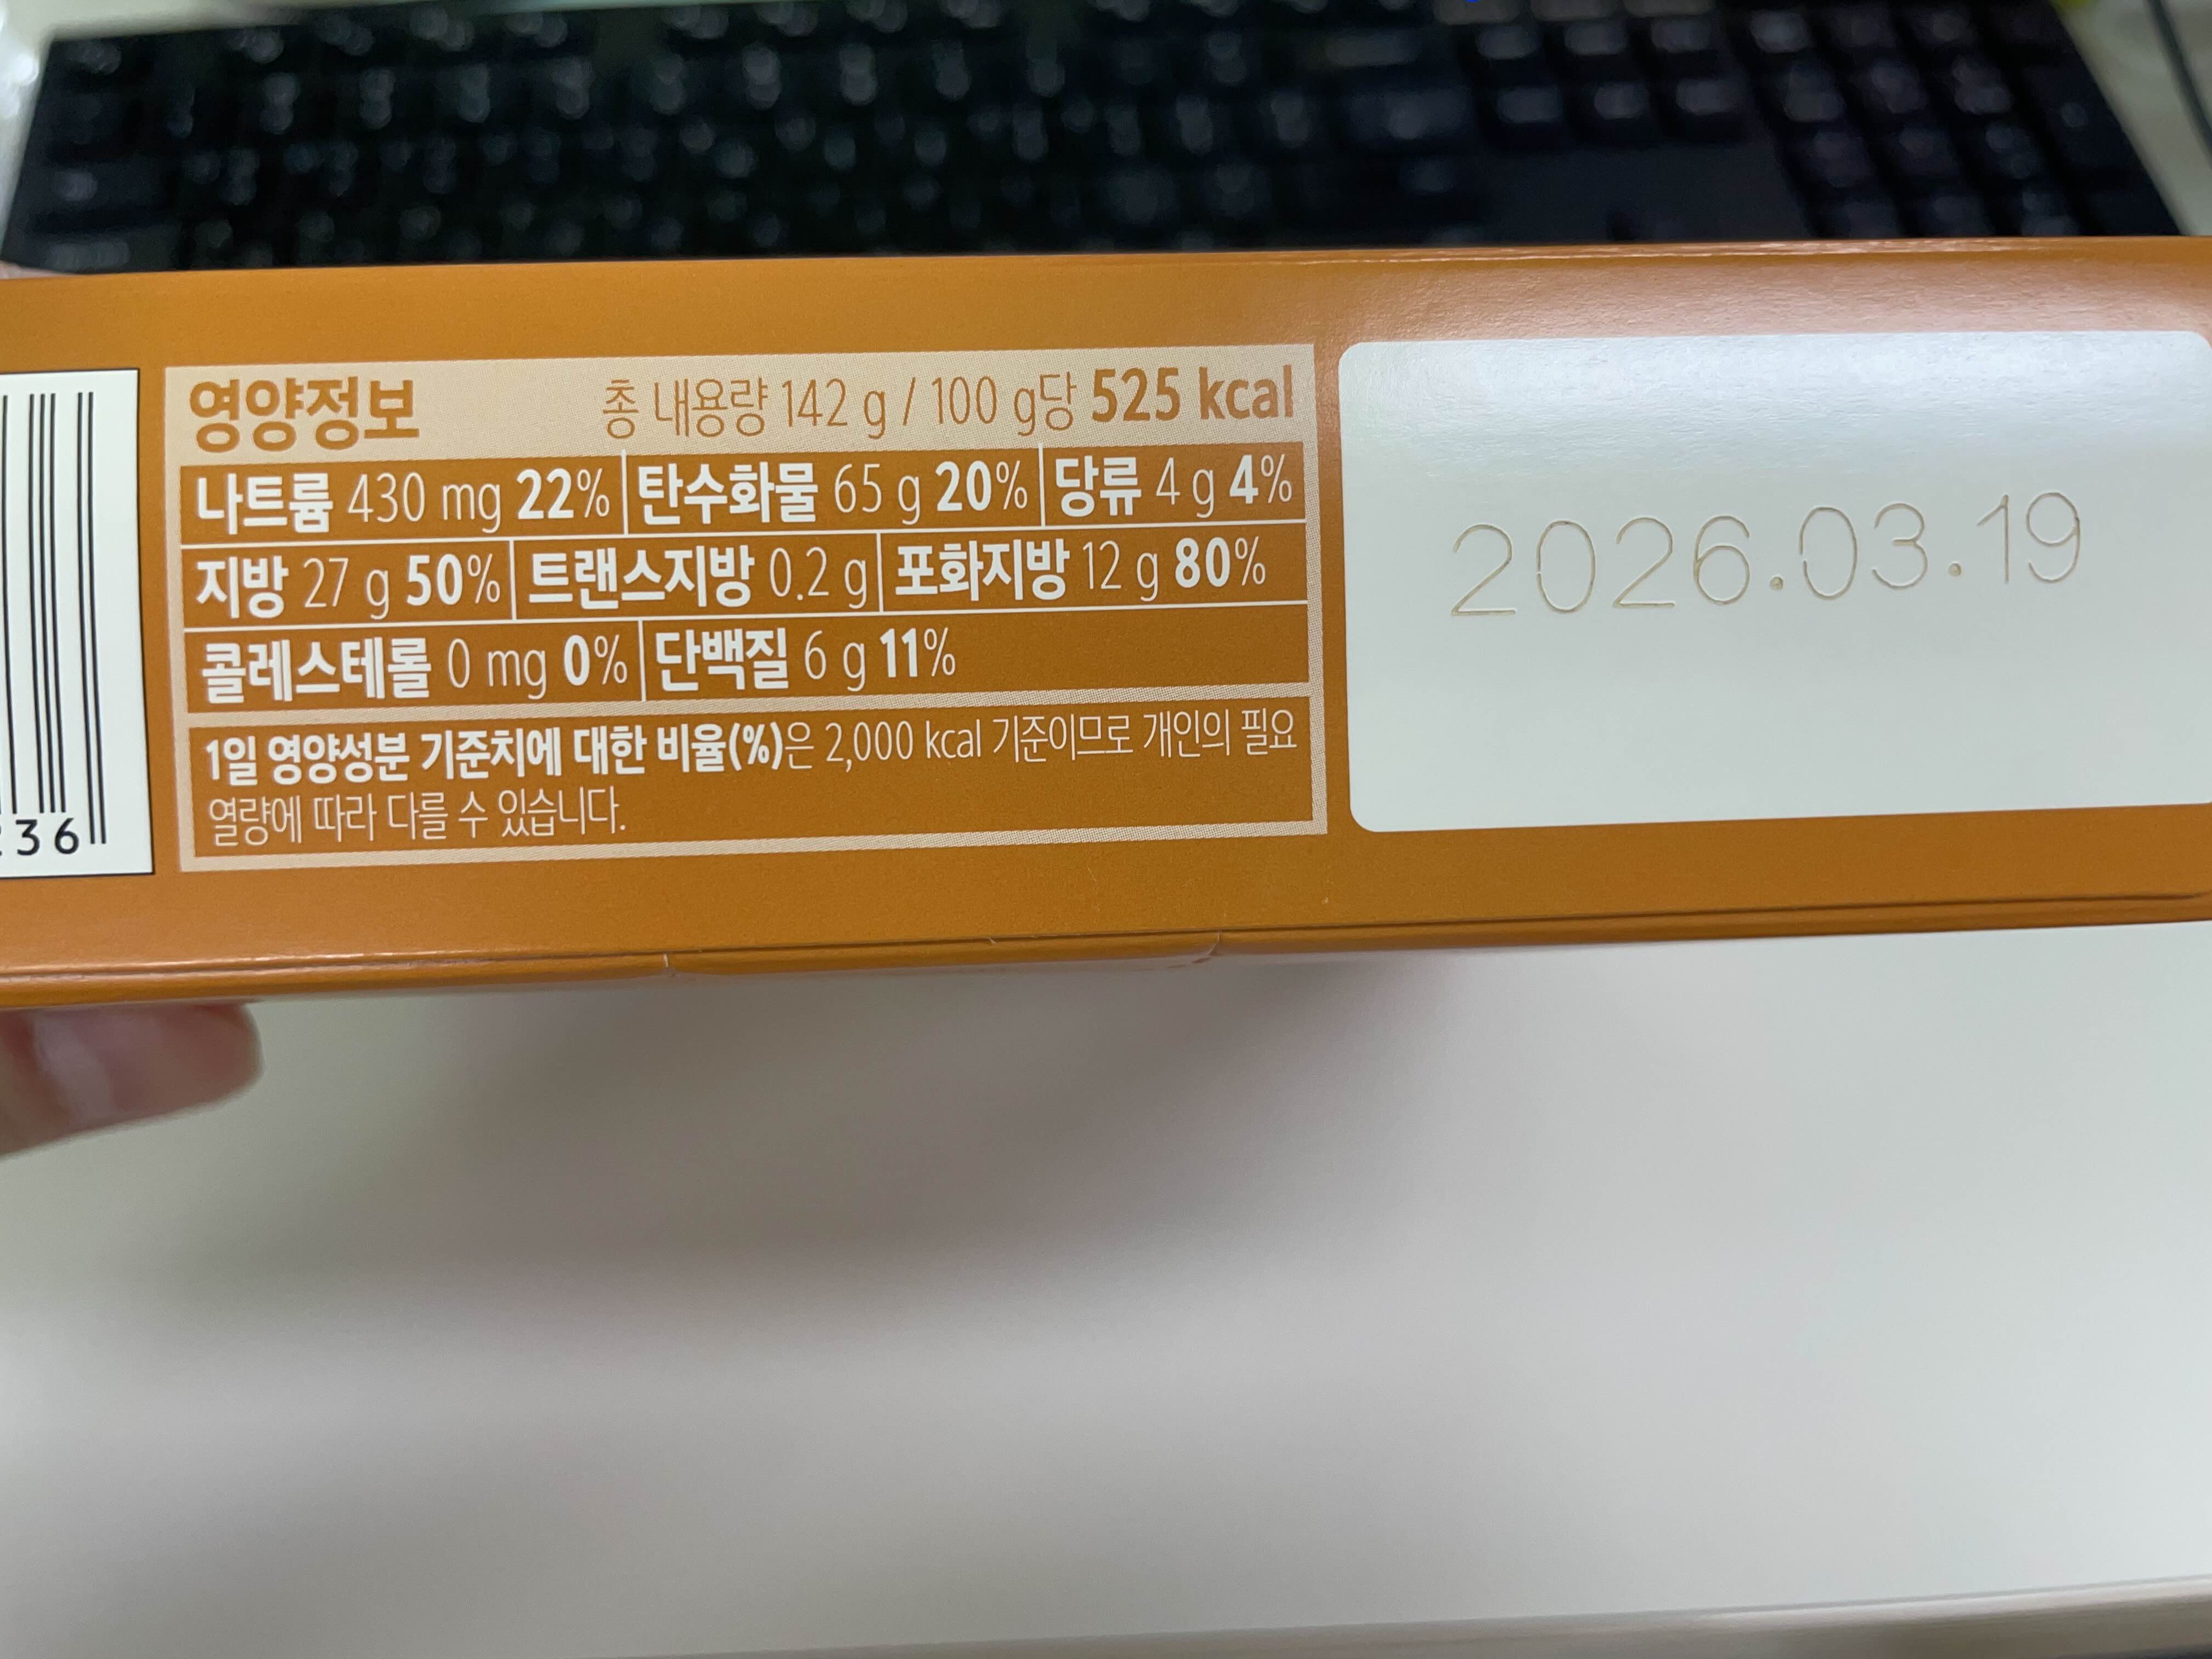 영양정보 총 내용량 142 g / 100 g당 525 kcal
나트륨 430 mg 22% 탄수화물 65 g 20% 당류 4 g 4%
지방 27 g 50% 트랜스지방 0.2 g 포화지방 12 g 80%
콜레스테롤 0 mg 0% 단백질 6 g 11%
1일 영양성분 기준치에 대한 비율(%)은 2,000 kcal 기준이므로 개인의 필요
열량에 따라 다를 수 있습니다.
36
2026.03.19